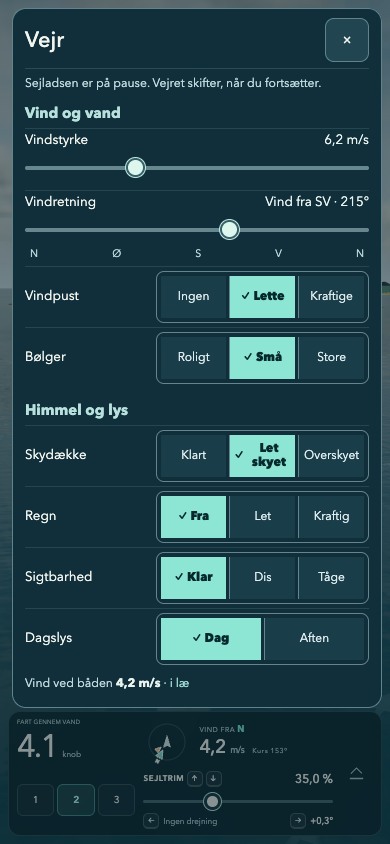 Vejr
×
Sejladsen er på pause. Vejret skifter, når du fortsætter.
Vind og vand
Vindstyrke 6,2 m/s
Vindretning Vind fra SV · 215°
N Ø S V N
Vindpust Ingen ✓ Lette Kraftige
Bølger Roligt ✓ Små Store
Himmel og lys
Skydække Klart ✓ Let skyet Overskyet
Regn ✓ Fra Let Kraftig
Sigtbarhed ✓ Klar Dis Tåge
Dagslys ✓ Dag Aften
Vind ved båden 4,2 m/s · i læ
FART GENNEM VAND
4.1 knob
VIND FRA N
4,2 m/s Kurs 153°
SEJLTRIM ↑ ↓ 35,0 %
1 2 3
← Ingen drejning → +0,3°